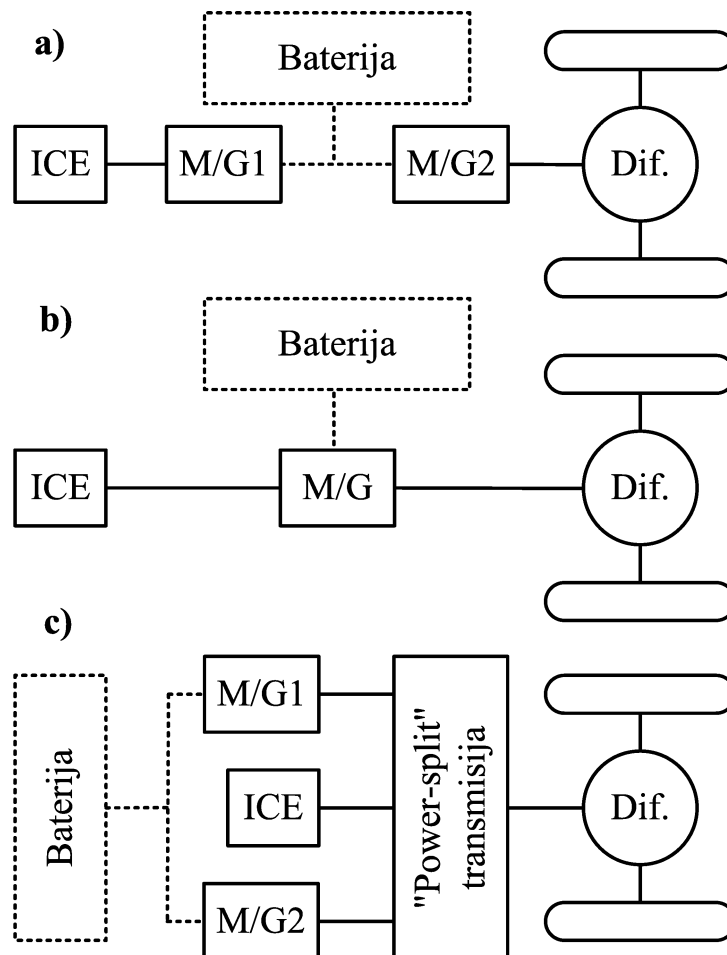 a)
Baterija
ICE
M/G1
M/G2
Dif.
b)
Baterija
ICE
M/G
Dif.
c)
Baterija
M/G1
ICE
M/G2
"Power-split"
transmisija
Dif.